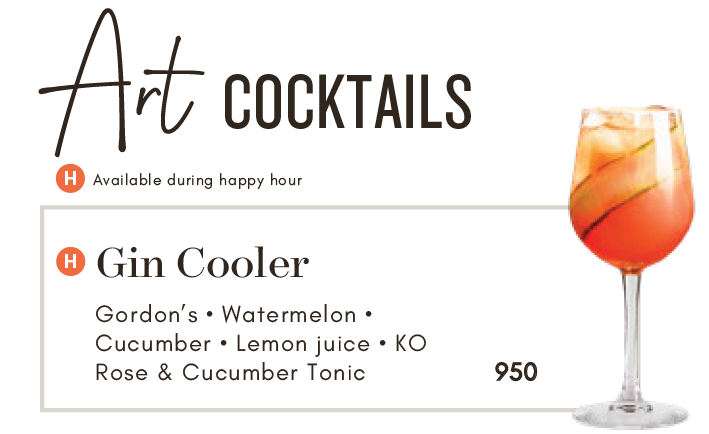 Art COCKTAILS
H Available during happy hour
H Gin Cooler
Gordon's • Watermelon •
Cucumber • Lemon juice • KO
Rose & Cucumber Tonic 950